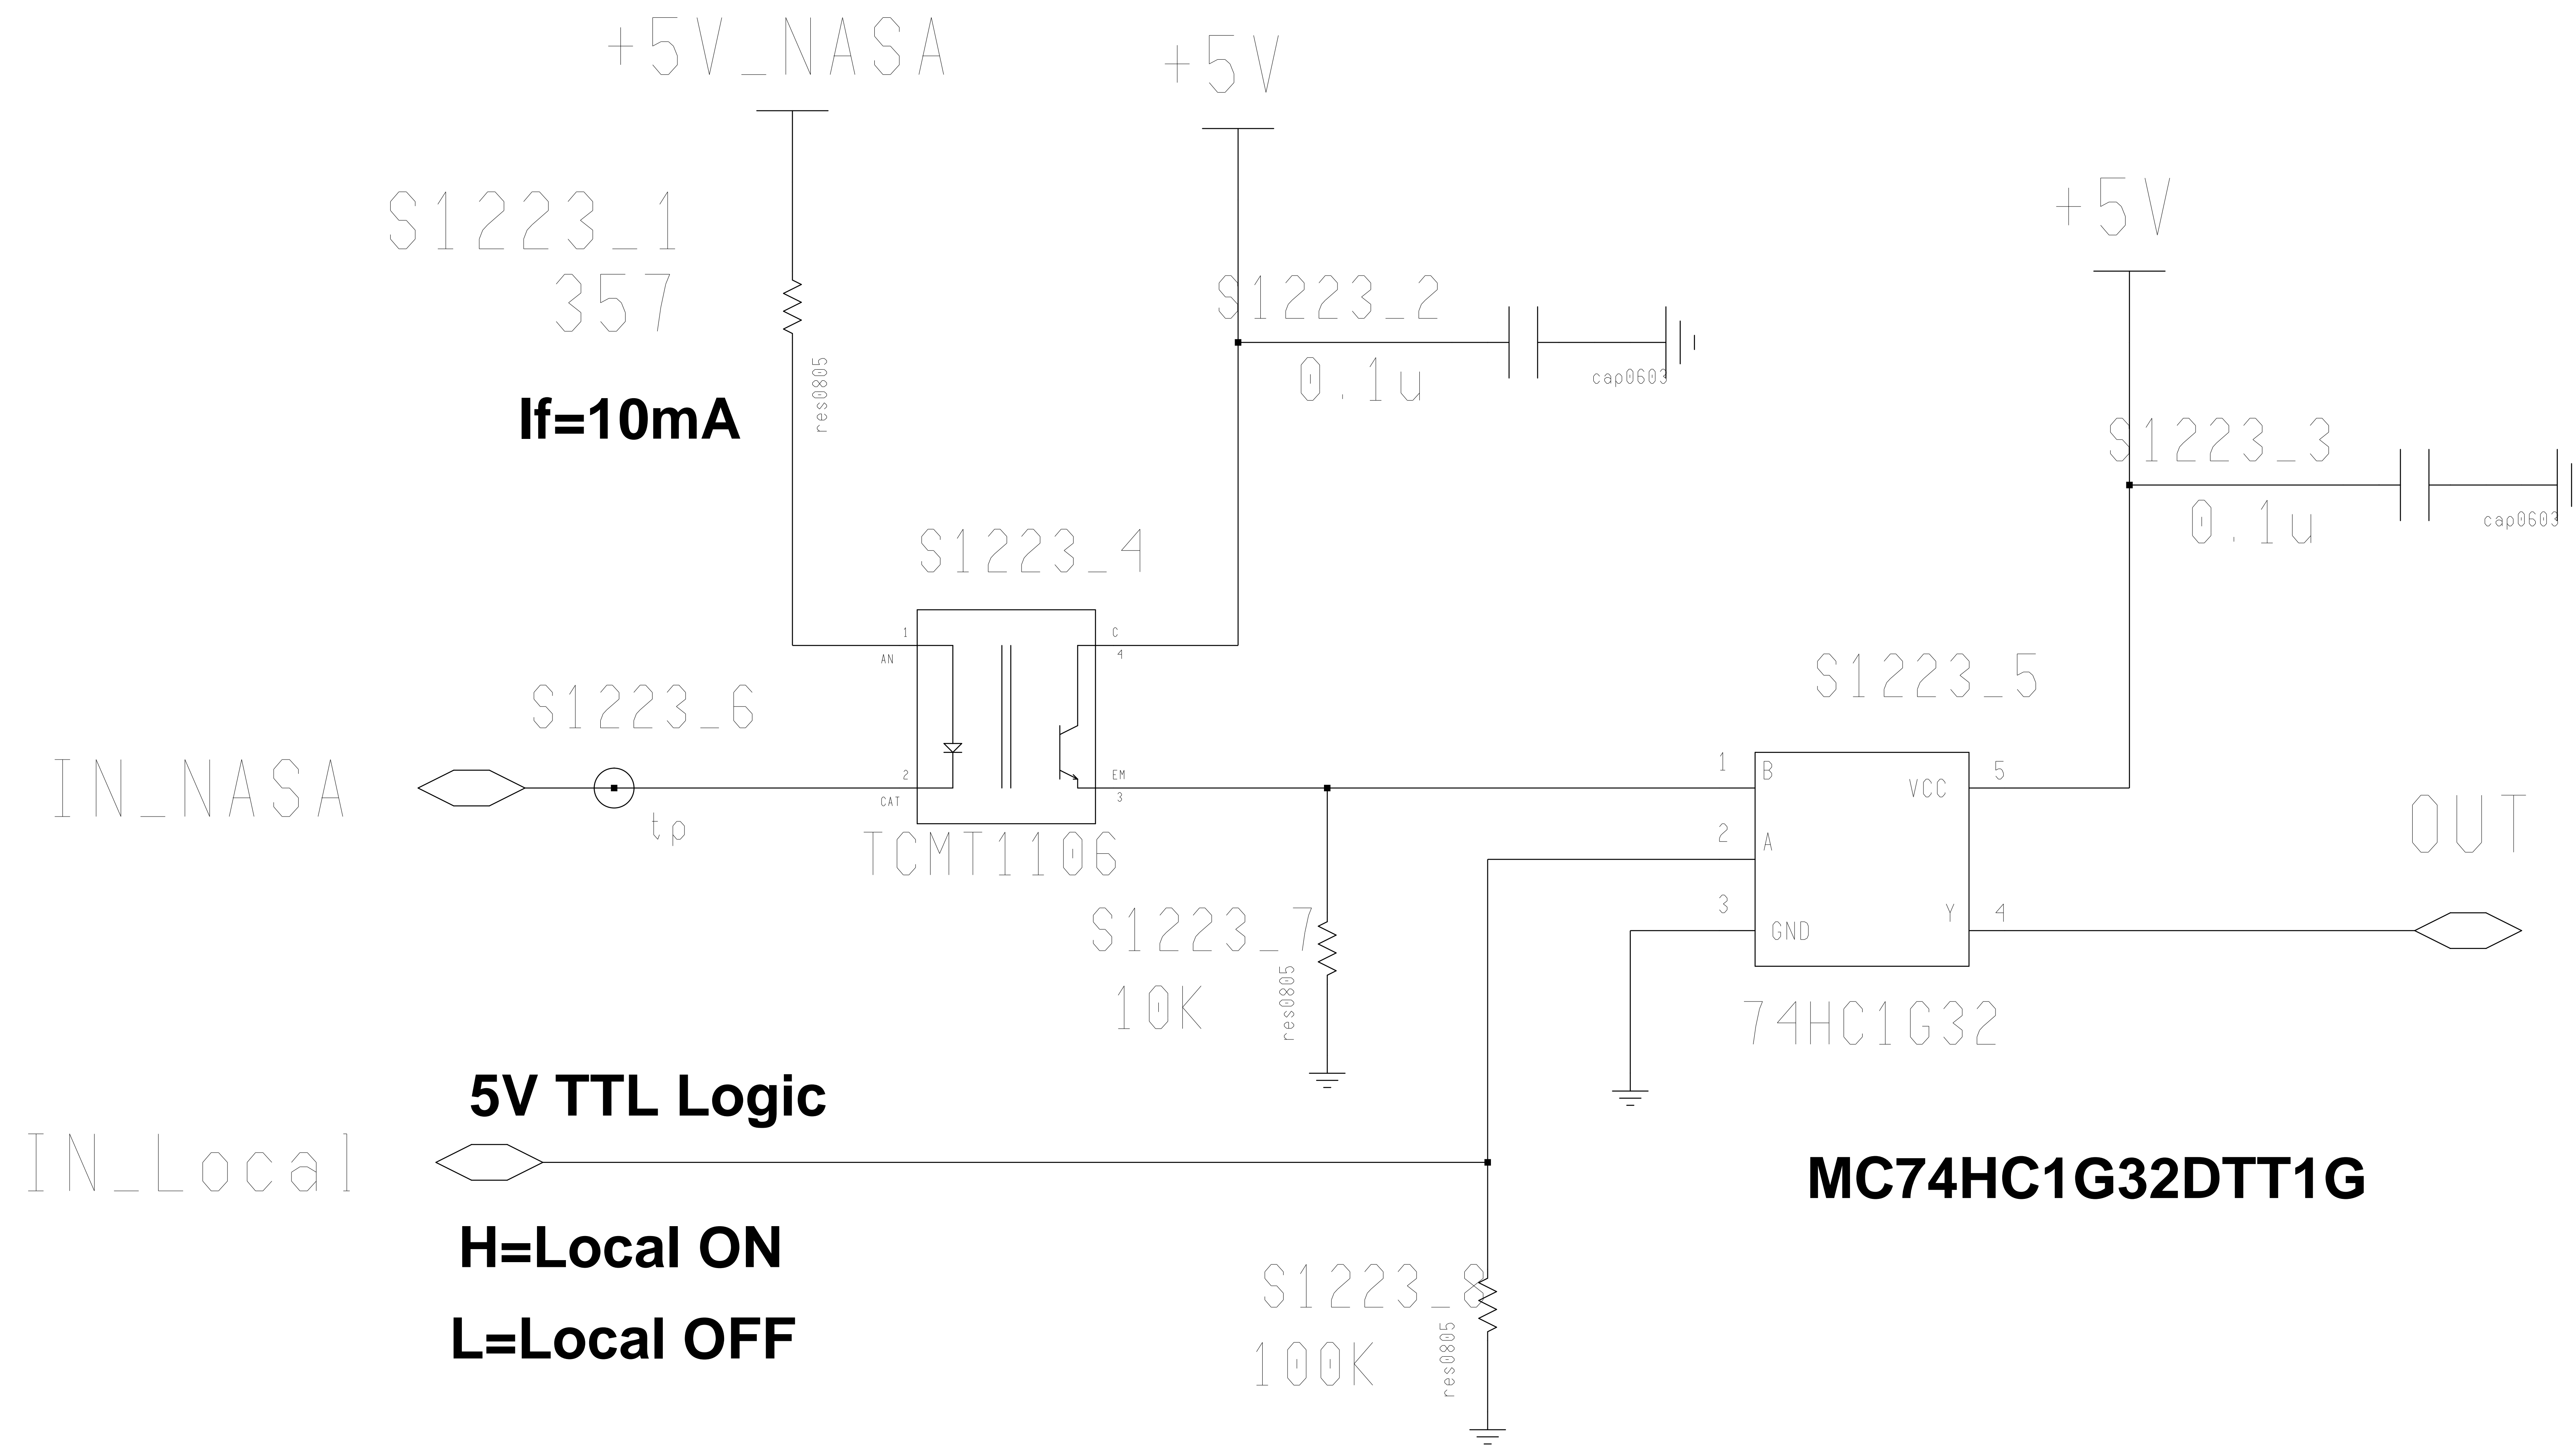 +5V_NASA
+5V
+5V
S1223_1
357
res0805
If=10mA
S1223_2
0.1u
cap0603
S1223_3
0.1u
cap0603
S1223_4
1
AN
C
4
2
CAT
EM
3
TCMT1106
S1223_6
tp
IN_NASA
S1223_5
1
B
2
A
3
GND
VCC
5
Y
4
74HC1G32
OUT
S1223_7
10K
res0805
5V TTL Logic
IN_Local
H=Local ON
L=Local OFF
S1223_8
100K
res0805
MC74HC1G32DTT1G